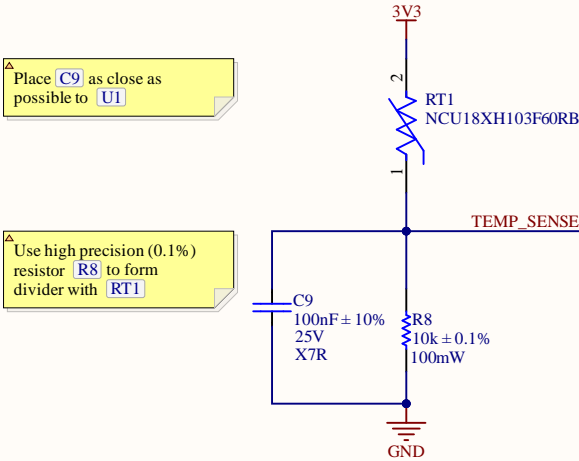 3V3
Place C9 as close as
possible to U1
2
RT1
NCU18XH103F60RB
1
TEMP_SENSE
Use high precision (0.1%)
resistor R8 to form
divider with RT1
C9
100nF ± 10%
25V
X7R
R8
10k ± 0.1%
100mW
GND